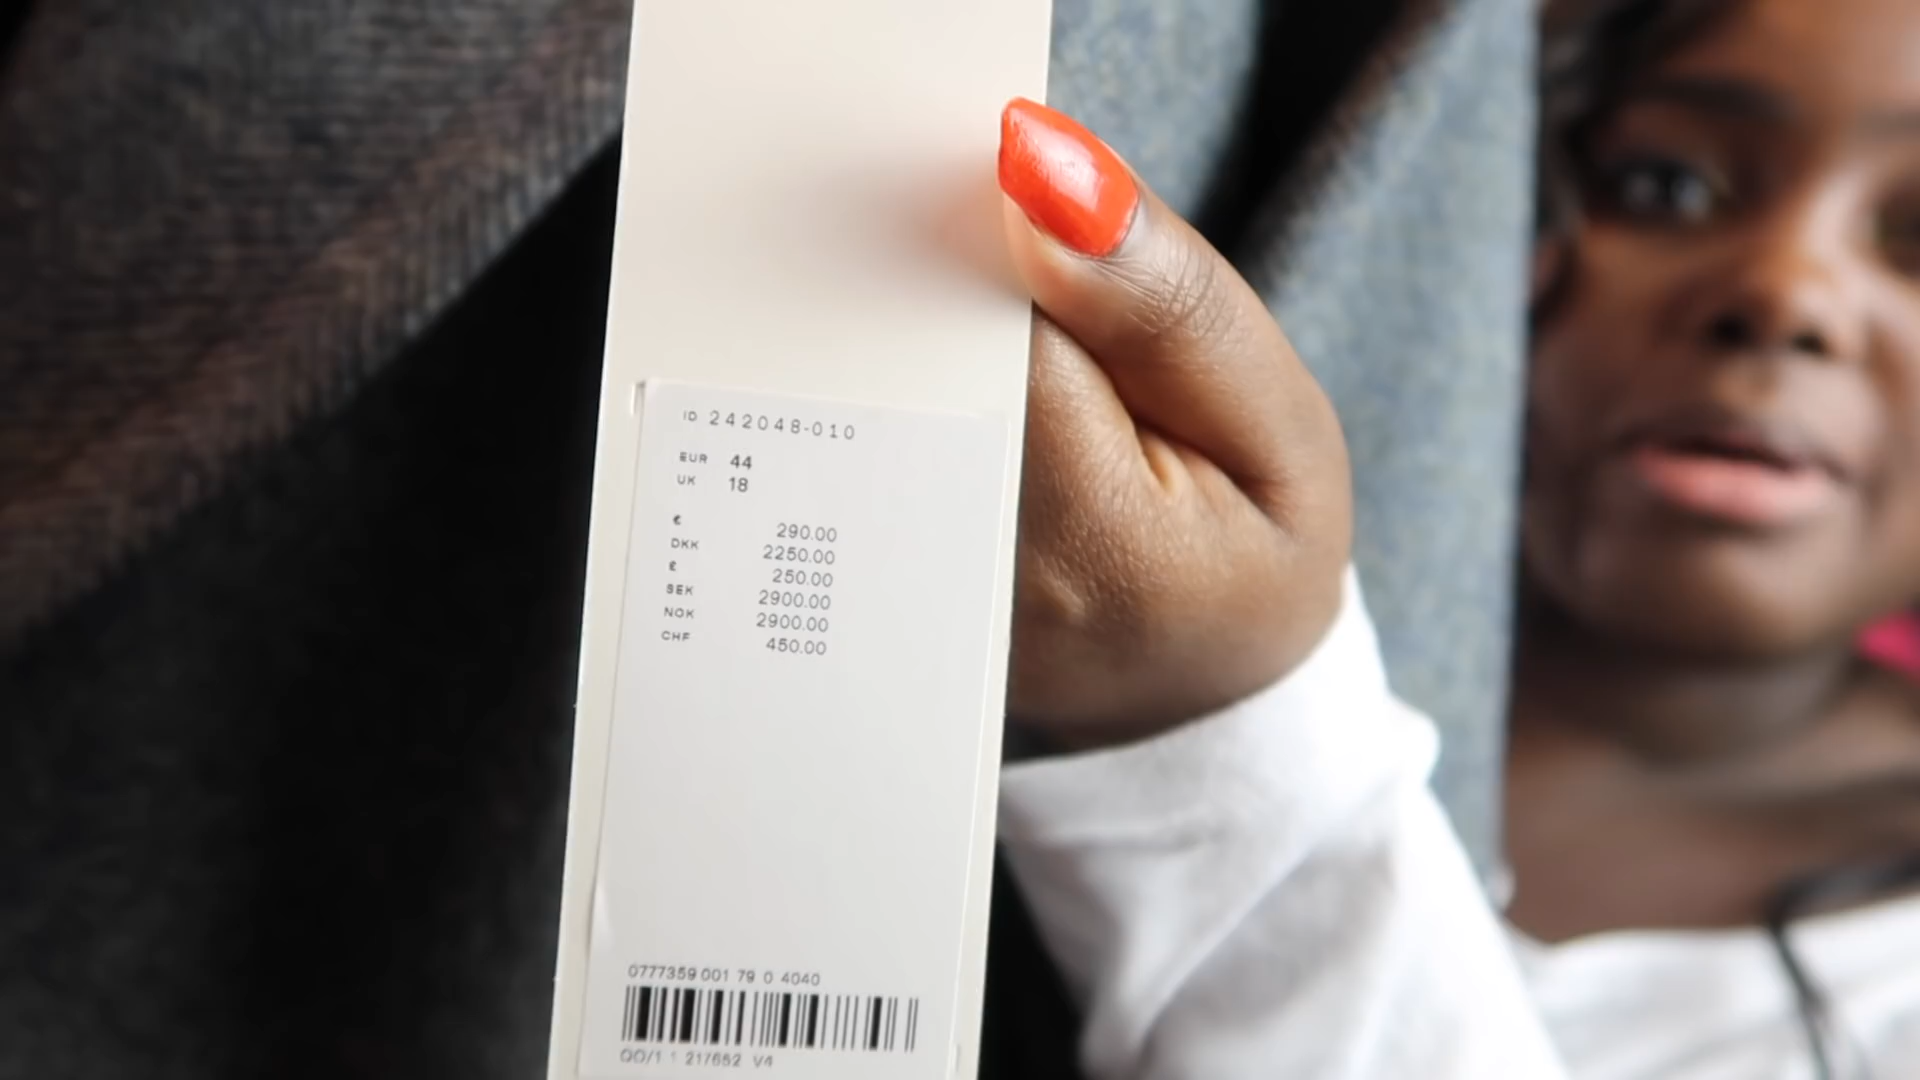 ID 242048-010
EUR 44
UK 18
€ 290.00
DKK 2250.00
£ 250.00
SEK 2900.00
NOK 2900.00
CHF 450.00
0777359 001 79 0 4040
217652 V4